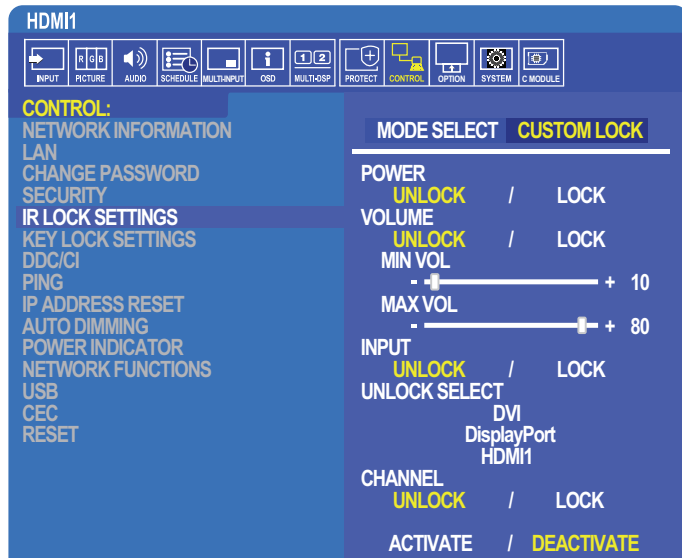 HDMI1
INPUT
R G B
PICTURE
AUDIO
SCHEDULE
MULTI-INPUT
i
OSD
1 2
MULTI-DSP
PROTECT
CONTROL
OPTION
SYSTEM
C MODULE
CONTROL:
NETWORK INFORMATION
LAN
CHANGE PASSWORD
SECURITY
IR LOCK SETTINGS
KEY LOCK SETTINGS
DDC/CI
PING
IP ADDRESS RESET
AUTO DIMMING
POWER INDICATOR
NETWORK FUNCTIONS
USB
CEC
RESET
MODE SELECT CUSTOM LOCK
POWER
UNLOCK / LOCK
VOLUME
UNLOCK / LOCK
MIN VOL
- + 10
MAX VOL
- + 80
INPUT
UNLOCK / LOCK
UNLOCK SELECT
DVI
DisplayPort
HDMI1
CHANNEL
UNLOCK / LOCK
ACTIVATE / DEACTIVATE